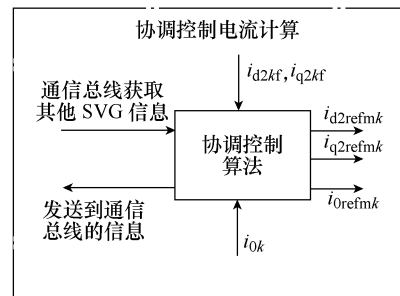 协调控制电流计算
i_d2kf, i_q2kf
通信总线获取
其他 SVG 信息
协调控制
算法
i_d2refmk
i_q2refmk
i_0refmk
发送到通信
总线的信息
i_0k